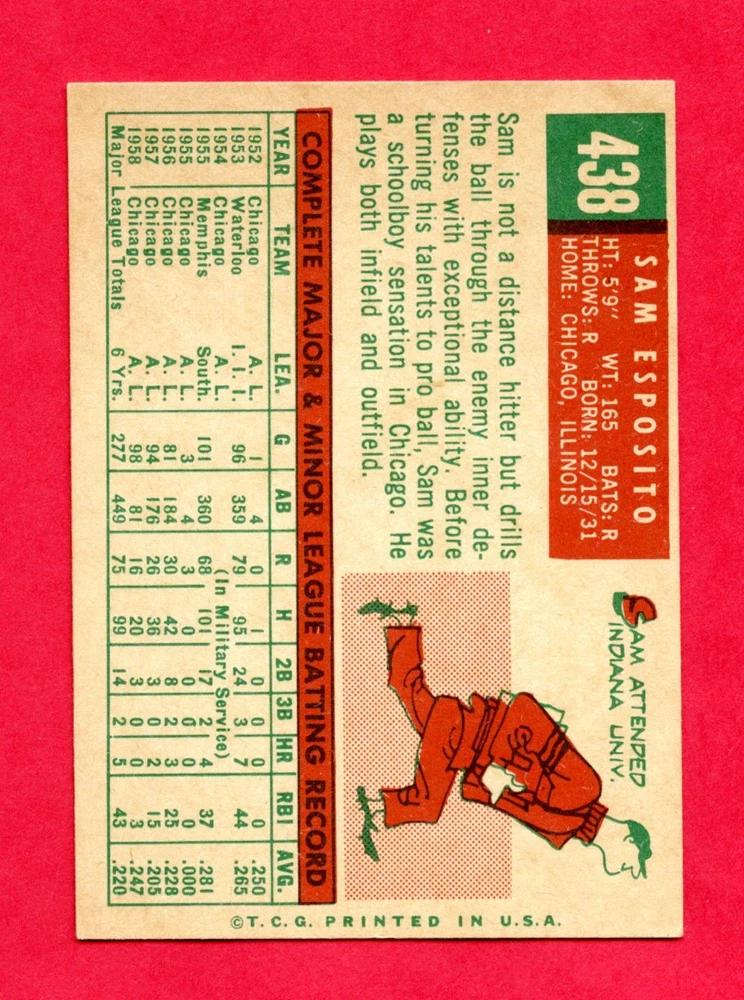 438
SAM ESPOSITO
HT: 5'9" WT: 165 BATS: R
THROWS: R BORN: 12/15/31
HOME: CHICAGO, ILLINOIS
Sam is not a distance hitter but drills
the ball through the enemy inner de-
fenses with exceptional ability. Before
turning his talents to pro ball, Sam was
a schoolboy sensation in Chicago. He
plays both infield and outfield.
SAM ATTENDED
INDIANA UNIV.
COMPLETE MAJOR & MINOR LEAGUE BATTING RECORD
YEAR TEAM LEA. G AB R H 2B 3B HR RBI AVG.
1952 Chicago A. L. 1 4 0 1 0 0 0 0 .250
1953 Waterloo I. I. I. 96 359 79 95 24 3 7 44 .265
1954 Chicago A. L. (In Military Service)
1955 Memphis South. 101 360 68 101 17 2 4 37 .281
1955 Chicago A. L. 3 4 3 0 0 0 0 0 .000
1956 Chicago A. L. 81 184 30 42 8 2 3 25 .228
1957 Chicago A. L. 94 176 26 36 3 0 2 15 .205
1958 Chicago A. L. 98 81 16 20 3 0 0 3 .247
Major League Totals 6 Yrs. 277 449 75 99 14 2 5 43 .220
© T. C. G. PRINTED IN U. S. A.